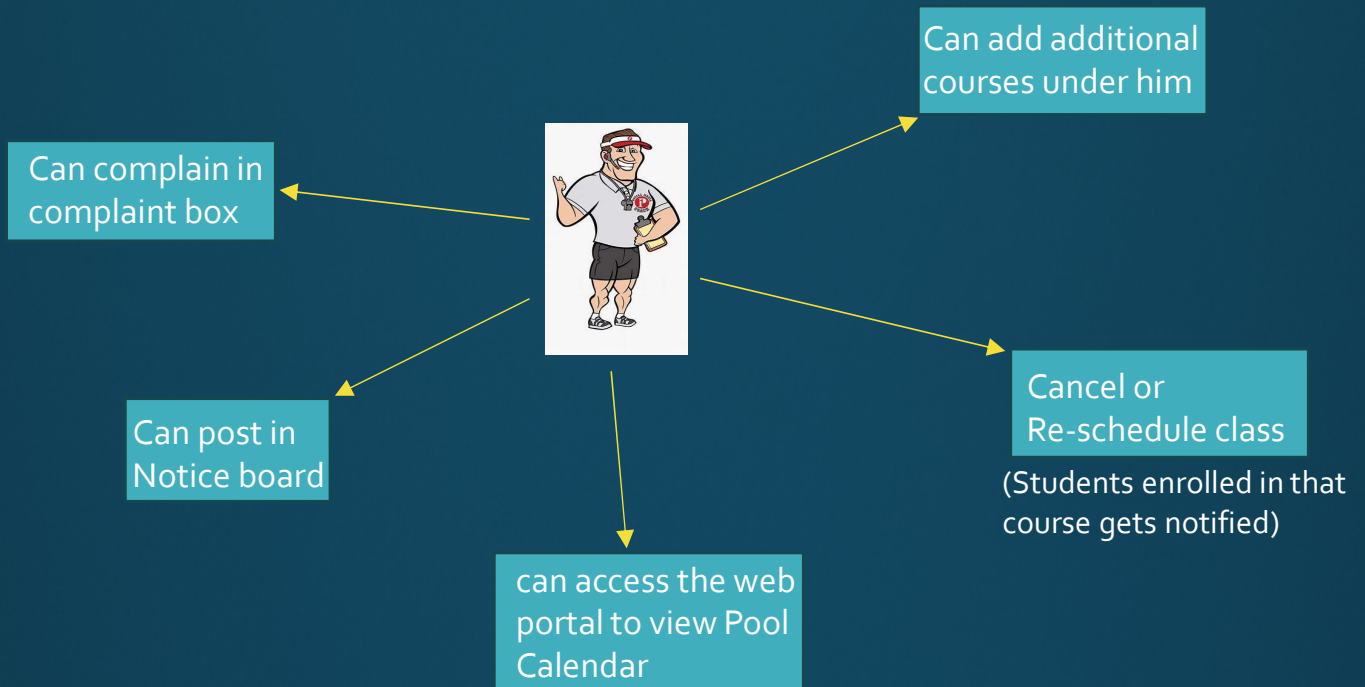 Can add additional
courses under him
Can complain in
complaint box
Cancel or
Re-schedule class
(Students enrolled in that
course gets notified)
Can post in
Notice board
can access the web
portal to view Pool
Calendar